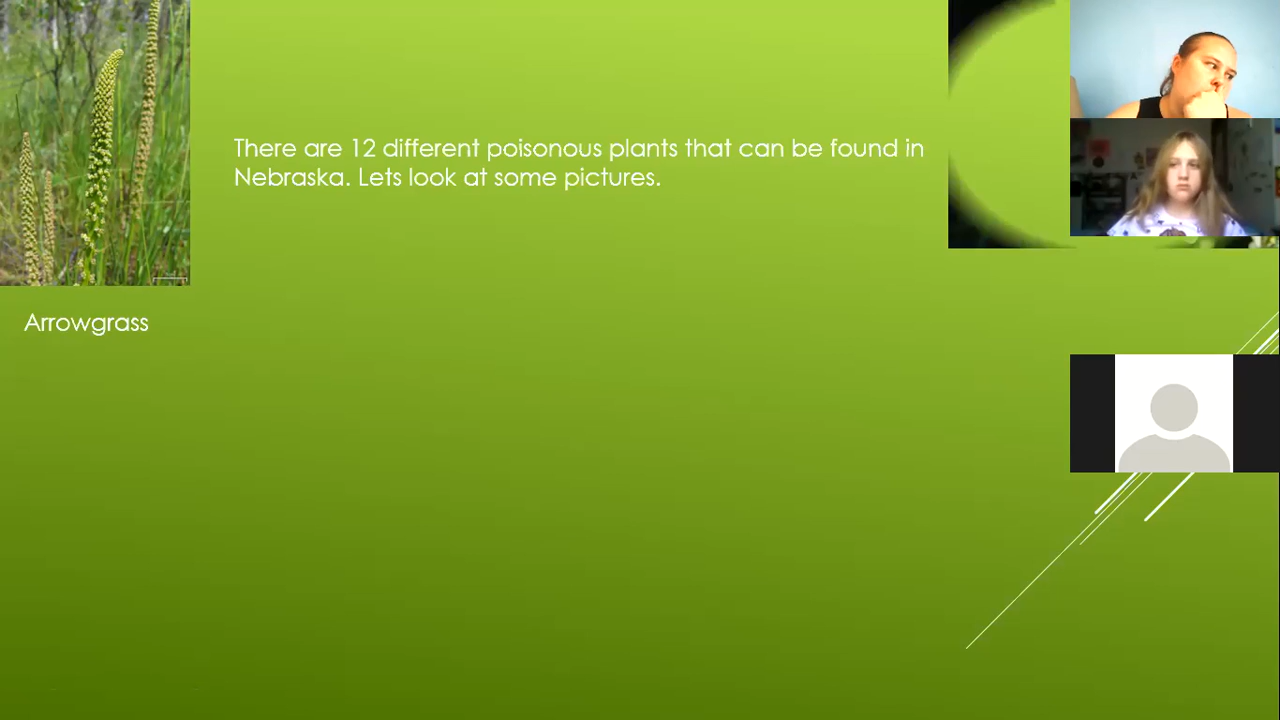 There are 12 different poisonous plants that can be found in
Nebraska. Lets look at some pictures.
Arrowgrass